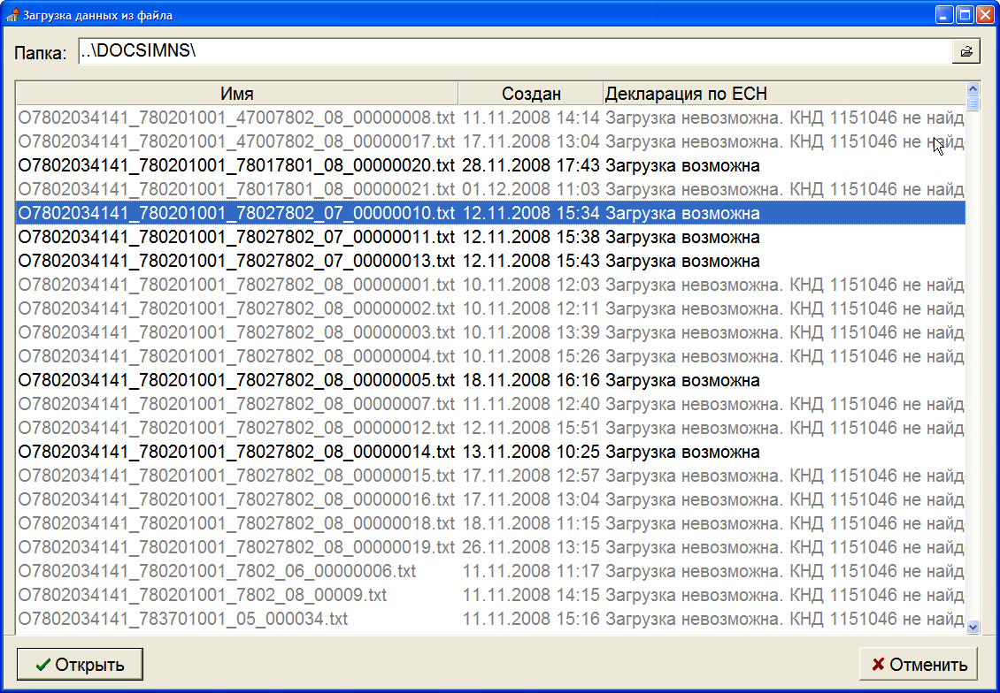 Загрузка данных из файла
Папка: ..\DOCSIMNS\
Имя Создан Декларация по ЕСН
O7802034141_780201001_47007802_08_00000008.txt 11.11.2008 14:14 Загрузка невозможна. КНД 1151046 не найд
O7802034141_780201001_47007802_08_00000017.txt 17.11.2008 13:04 Загрузка невозможна. КНД 1151046 не найд
O7802034141_780201001_78017801_08_00000020.txt 28.11.2008 17:43 Загрузка возможна
O7802034141_780201001_78017801_08_00000021.txt 01.12.2008 11:03 Загрузка невозможна. КНД 1151046 не найд
O7802034141_780201001_78027802_07_00000010.txt 12.11.2008 15:34 Загрузка возможна
O7802034141_780201001_78027802_07_00000011.txt 12.11.2008 15:38 Загрузка возможна
O7802034141_780201001_78027802_07_00000013.txt 12.11.2008 15:43 Загрузка возможна
O7802034141_780201001_78027802_08_00000001.txt 10.11.2008 12:03 Загрузка невозможна. КНД 1151046 не найд
O7802034141_780201001_78027802_08_00000002.txt 10.11.2008 12:11 Загрузка невозможна. КНД 1151046 не найд
O7802034141_780201001_78027802_08_00000003.txt 10.11.2008 13:39 Загрузка невозможна. КНД 1151046 не найд
O7802034141_780201001_78027802_08_00000004.txt 10.11.2008 15:26 Загрузка невозможна. КНД 1151046 не найд
O7802034141_780201001_78027802_08_00000005.txt 18.11.2008 16:16 Загрузка возможна
O7802034141_780201001_78027802_08_00000007.txt 11.11.2008 12:40 Загрузка невозможна. КНД 1151046 не найд
O7802034141_780201001_78027802_08_00000012.txt 12.11.2008 15:51 Загрузка невозможна. КНД 1151046 не найд
O7802034141_780201001_78027802_08_00000014.txt 13.11.2008 10:25 Загрузка возможна
O7802034141_780201001_78027802_08_00000015.txt 17.11.2008 12:57 Загрузка невозможна. КНД 1151046 не найд
O7802034141_780201001_78027802_08_00000016.txt 17.11.2008 13:04 Загрузка невозможна. КНД 1151046 не найд
O7802034141_780201001_78027802_08_00000018.txt 18.11.2008 11:15 Загрузка невозможна. КНД 1151046 не найд
O7802034141_780201001_78027802_08_00000019.txt 26.11.2008 13:15 Загрузка невозможна. КНД 1151046 не найд
O7802034141_780201001_7802_06_00000006.txt 11.11.2008 11:17 Загрузка невозможна. КНД 1151046 не найд
O7802034141_780201001_7802_08_00009.txt 11.11.2008 14:15 Загрузка невозможна. КНД 1151046 не найд
O7802034141_783701001_05_000034.txt 11.11.2008 15:16 Загрузка невозможна. КНД 1151046 не найд
Открыть Отменить